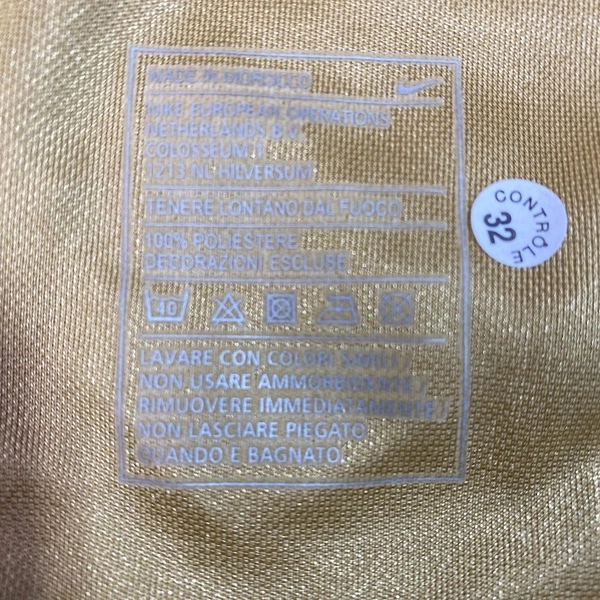 MADE IN MOROCCO
NIKE EUROPEAN OPERATIONS
NETHERLANDS B.V.
COLOSSEUM 1
1213 NL HILVERSUM
TENERE LONTANO DAL FUOCO
100% POLIESTERE
DECORAZIONI ESCLUSE
40
LAVARE CON COLORI SIMILI /
NON USARE AMMORBIDENTE /
RIMUOVERE IMMEDIATAMENTE /
NON LASCIARE PIEGATO
QUANDO È BAGNATO.
CONTROLE
32